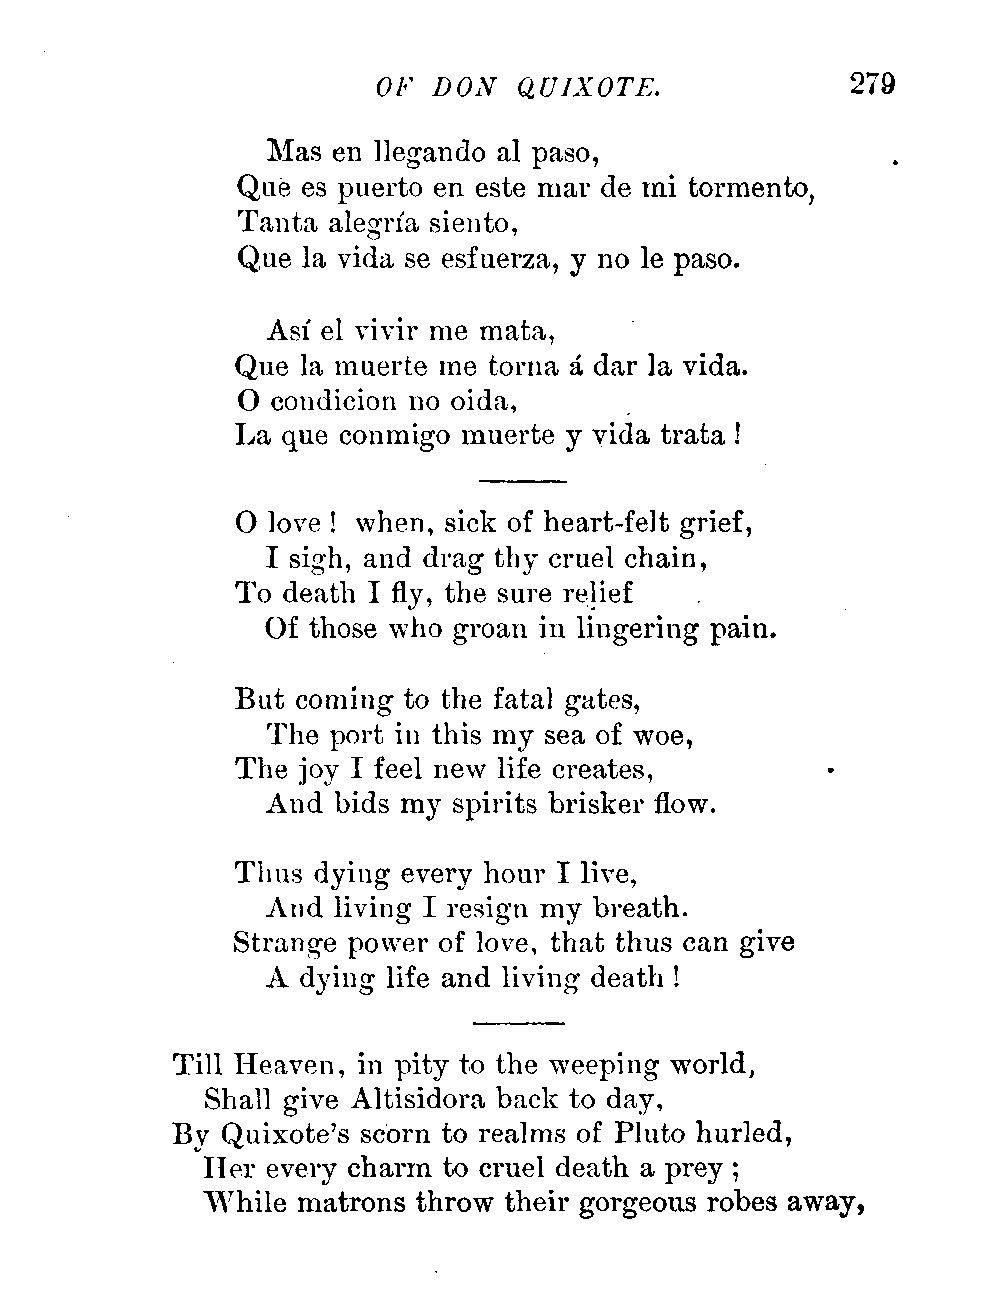 OF DON QUIXOTE. 279
Mas en llegando al paso,
Que es puerto en este mar de mi tormento,
Tanta alegría siento,
Que la vida se esfuerza, y no le paso.
Así el vivir me mata,
Que la muerte me torna á dar la vida.
O condicion no oida,
La que conmigo muerte y vida trata !
O love ! when, sick of heart-felt grief,
I sigh, and drag thy cruel chain,
To death I fly, the sure relief
Of those who groan in lingering pain.
But coming to the fatal gates,
The port in this my sea of woe,
The joy I feel new life creates,
And bids my spirits brisker flow.
Thus dying every hour I live,
And living I resign my breath.
Strange power of love, that thus can give
A dying life and living death !
Till Heaven, in pity to the weeping world,
Shall give Altisidora back to day,
By Quixote's scorn to realms of Pluto hurled,
Her every charm to cruel death a prey ;
While matrons throw their gorgeous robes away,